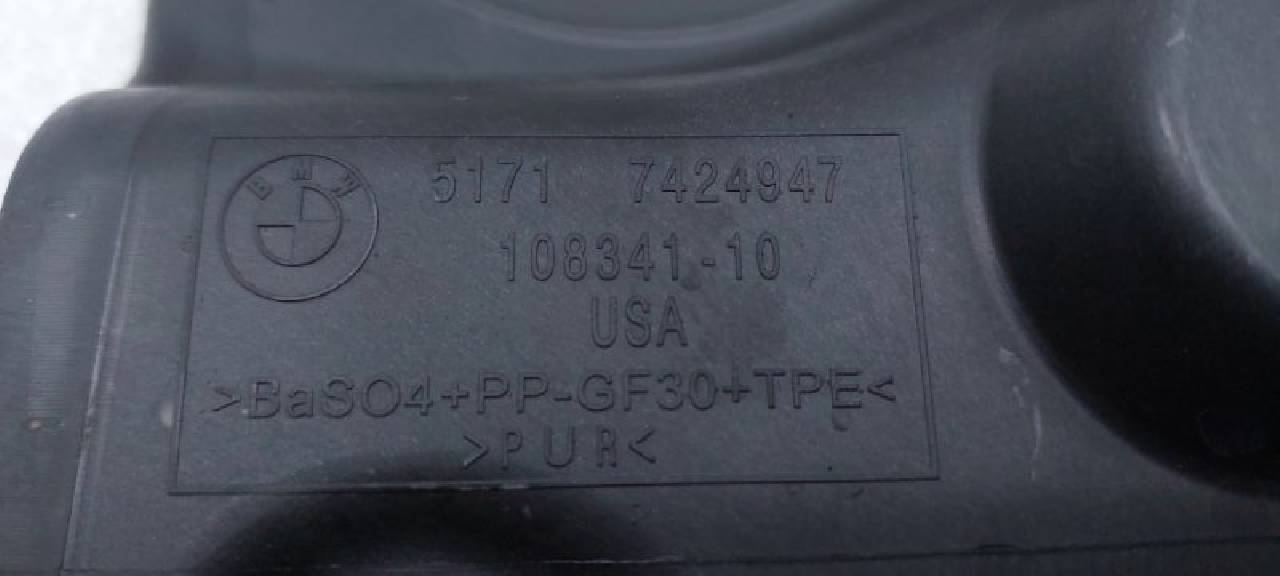 BMW
5171 7424947
108341-10
USA
>BaSO4+PP-GF30+TPE<
>PUR<